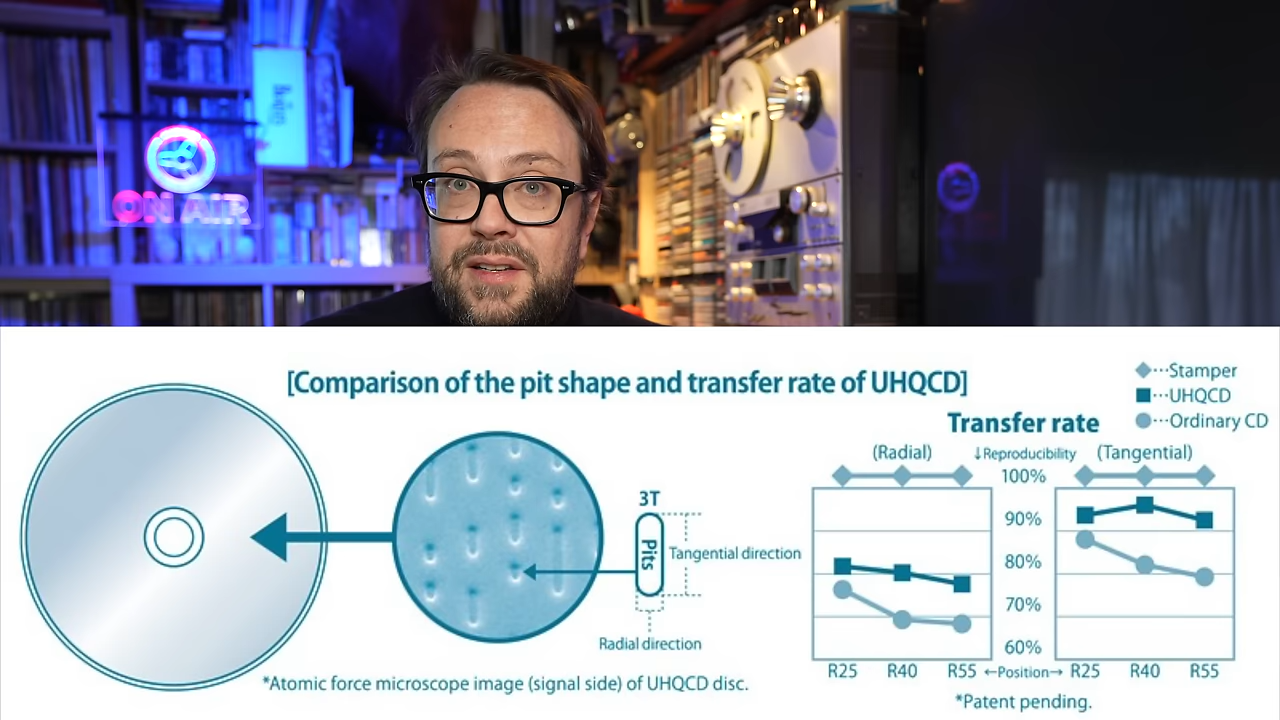 ON AIR
[Comparison of the pit shape and transfer rate of UHQCD]
◆···Stamper
■···UHQCD
●···Ordinary CD
Transfer rate
(Radial) ↓Reproducibility (Tangential)
100%
90%
80%
70%
60%
R25 R40 R55 ←Position→ R25 R40 R55
*Patent pending.
3T
Pits
Tangential direction
Radial direction
*Atomic force microscope image (signal side) of UHQCD disc.